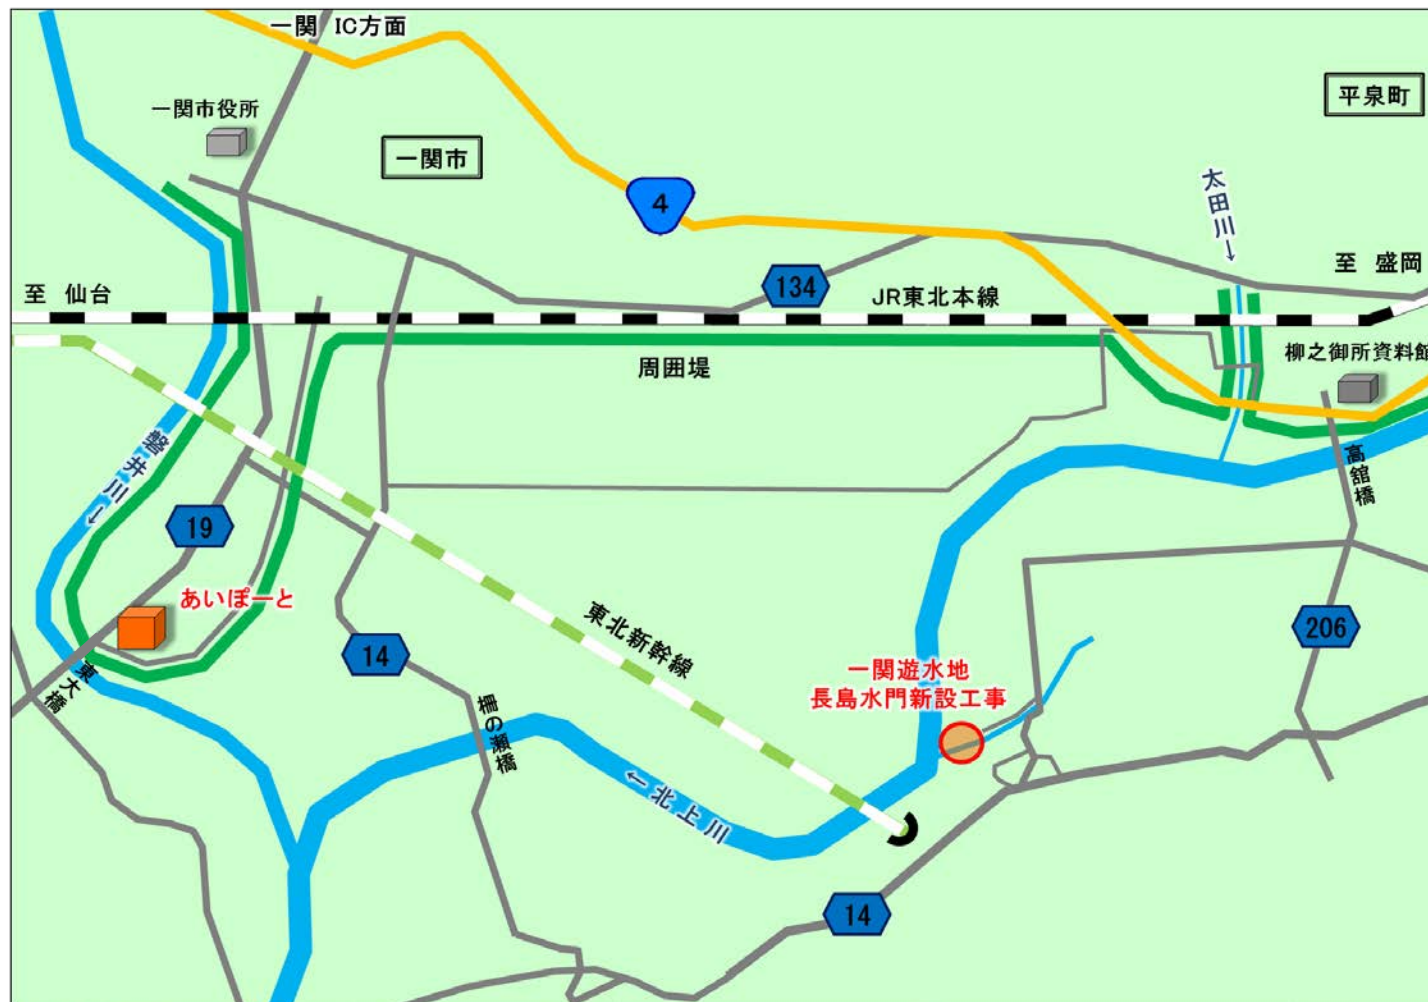 一関 IC方面
平泉町
一関市役所
一関市
4
太田川→
至 盛岡
至 仙台
134
JR東北本線
柳之御所資料館
周囲堤
磐井川→
高舘橋
19
あいぽーと
東北新幹線
206
14
一関遊水地
長島水門新設工事
東大橋
柵の瀬橋
←北上川
14